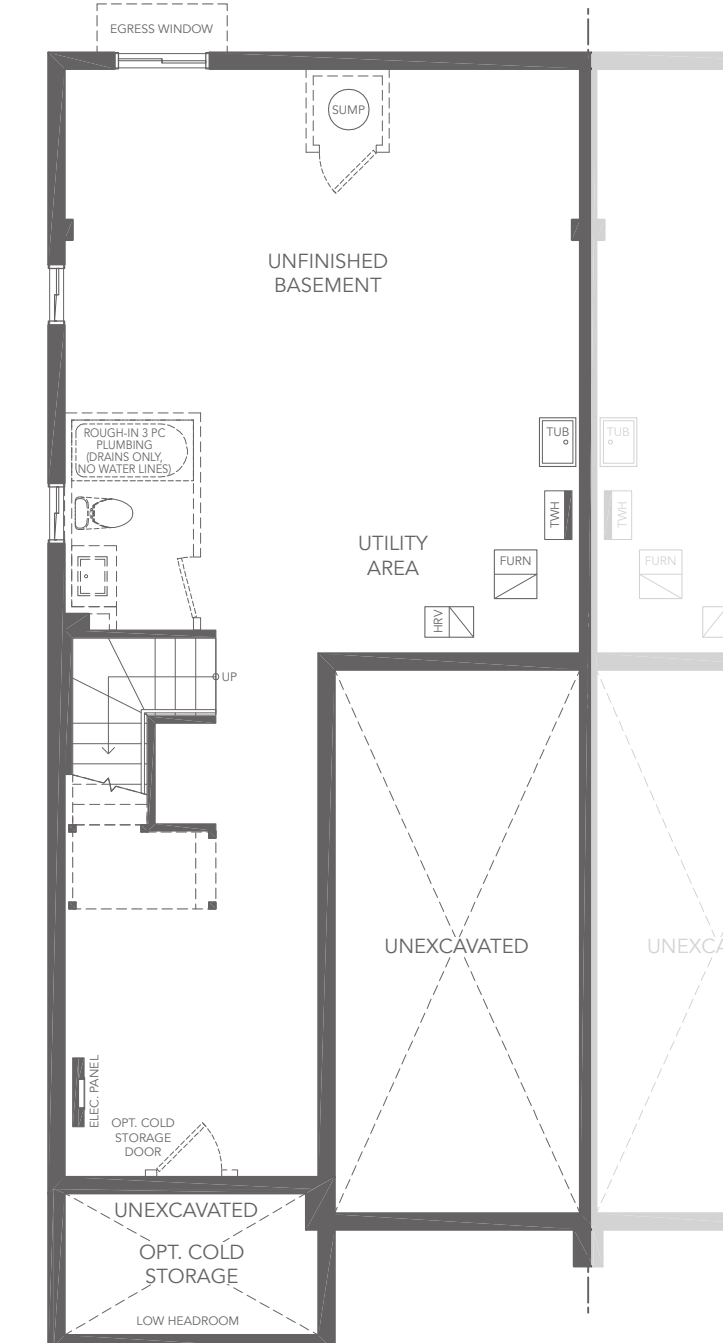 EGRESS WINDOW
SUMP
UNFINISHED
BASEMENT
ROUGH-IN 3 PC
PLUMBING
(DRAINS ONLY,
NO WATER LINES)
TUB
TUB
TWH
TWH
UTILITY
AREA
FURN
FURN
HRV
UP
UNEXCAVATED
UNEXCA
ELEC. PANEL
OPT. COLD
STORAGE
DOOR
UNEXCAVATED
OPT. COLD
STORAGE
LOW HEADROOM